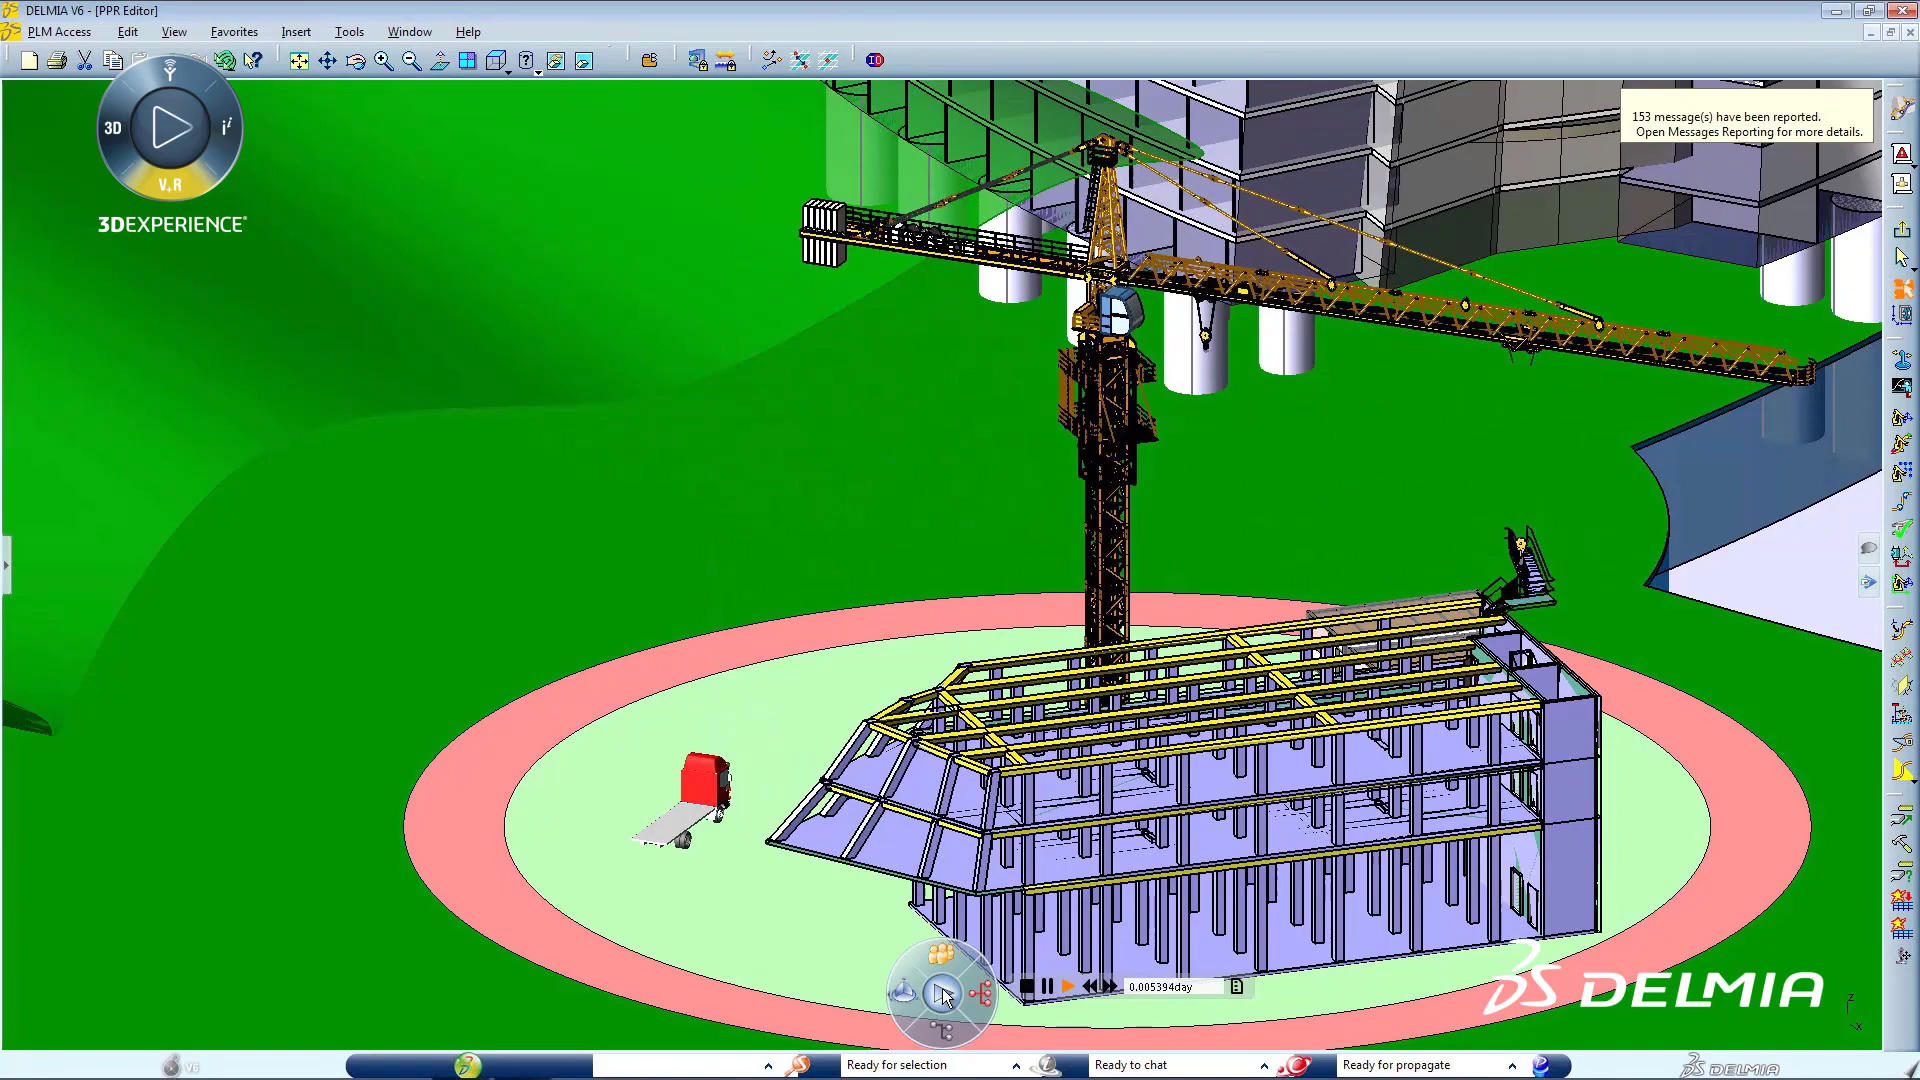 DELMIA V6 - [PPR Editor]
PLM Access Edit View Favorites Insert Tools Window Help
3D
i
V.R
3DEXPERIENCE
153 message(s) have been reported.
Open Messages Reporting for more details.
0.005394day
DELMIA
z
x
V6
Ready for selection
Ready to chat
Ready for propagate
DELMIA